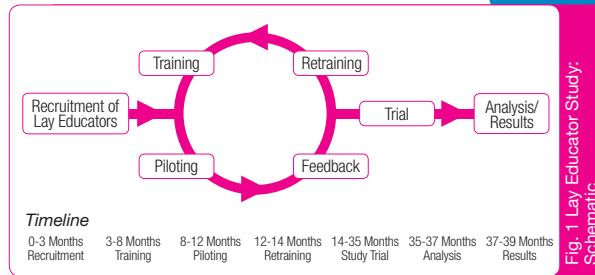 Training
Retraining
Recruitment of
Lay Educators
Trial
Analysis/
Results
Piloting
Feedback
Timeline
0-3 Months 3-8 Months 8-12 Months 12-14 Months 14-35 Months 35-37 Months 37-39 Months
Recruitment Training Piloting Retraining Study Trial Analysis Results
Fig. 1 Lay Educator Study:
Schematic